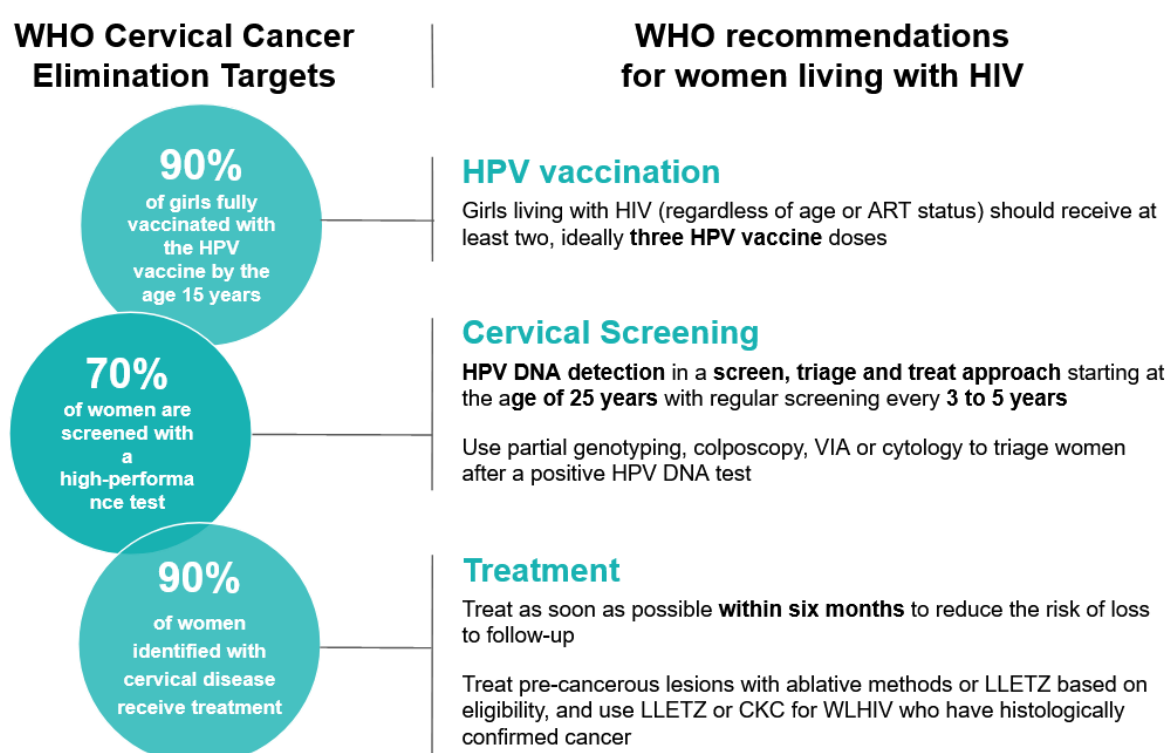 WHO Cervical Cancer
Elimination Targets
WHO recommendations
for women living with HIV
90%
of girls fully
vaccinated with
the HPV
vaccine by the
age 15 years
HPV vaccination
Girls living with HIV (regardless of age or ART status) should receive at
least two, ideally three HPV vaccine doses
70%
of women are
screened with
a
high-performa
nce test
Cervical Screening
HPV DNA detection in a screen, triage and treat approach starting at
the age of 25 years with regular screening every 3 to 5 years
Use partial genotyping, colposcopy, VIA or cytology to triage women
after a positive HPV DNA test
90%
of women
identified with
cervical disease
receive treatment
Treatment
Treat as soon as possible within six months to reduce the risk of loss
to follow-up
Treat pre-cancerous lesions with ablative methods or LLETZ based on
eligibility, and use LLETZ or CKC for WLHIV who have histologically
confirmed cancer